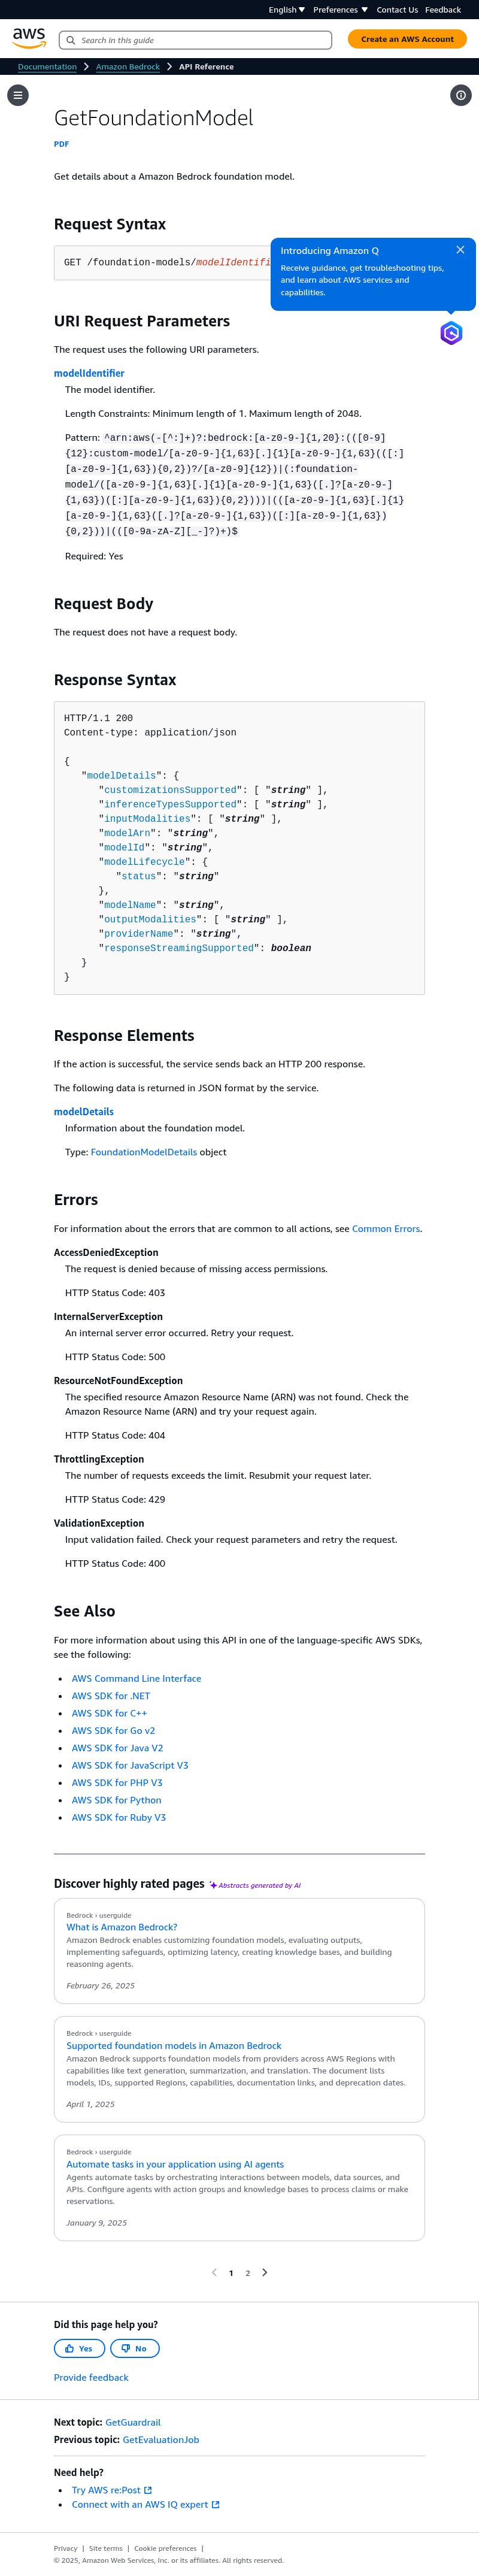 English Preferences Contact Us Feedback
aws
Search in this guide
Create an AWS Account
Documentation Amazon Bedrock API Reference
GetFoundationModel
PDF
Get details about a Amazon Bedrock foundation model.
Request Syntax
GET /foundation-models/modelIdentifi
Introducing Amazon Q
Receive guidance, get troubleshooting tips,
and learn about AWS services and
capabilities.
URI Request Parameters
The request uses the following URI parameters.
modelIdentifier
The model identifier.
Length Constraints: Minimum length of 1. Maximum length of 2048.
Pattern: ^arn:aws(-[^:]+)?:bedrock:[a-z0-9-]{1,20}:(([0-9]
{12}:custom-model/[a-z0-9-]{1,63}[.]{1}[a-z0-9-]{1,63}(([:]
[a-z0-9-]{1,63}){0,2})?/[a-z0-9]{12})|(:foundation-
model/([a-z0-9-]{1,63}[.]{1}[a-z0-9-]{1,63}([.]?[a-z0-9-]
{1,63})([:][a-z0-9-]{1,63}){0,2})))|(([a-z0-9-]{1,63}[.]{1}
[a-z0-9-]{1,63}([.]?[a-z0-9-]{1,63})([:][a-z0-9-]{1,63})
{0,2}))|(([0-9a-zA-Z][_-]?)+)$
Required: Yes
Request Body
The request does not have a request body.
Response Syntax
HTTP/1.1 200
Content-type: application/json
{
"modelDetails": {
"customizationsSupported": [ "string" ],
"inferenceTypesSupported": [ "string" ],
"inputModalities": [ "string" ],
"modelArn": "string",
"modelId": "string",
"modelLifecycle": {
"status": "string"
},
"modelName": "string",
"outputModalities": [ "string" ],
"providerName": "string",
"responseStreamingSupported": boolean
}
}
Response Elements
If the action is successful, the service sends back an HTTP 200 response.
The following data is returned in JSON format by the service.
modelDetails
Information about the foundation model.
Type: FoundationModelDetails object
Errors
For information about the errors that are common to all actions, see Common Errors.
AccessDeniedException
The request is denied because of missing access permissions.
HTTP Status Code: 403
InternalServerException
An internal server error occurred. Retry your request.
HTTP Status Code: 500
ResourceNotFoundException
The specified resource Amazon Resource Name (ARN) was not found. Check the
Amazon Resource Name (ARN) and try your request again.
HTTP Status Code: 404
ThrottlingException
The number of requests exceeds the limit. Resubmit your request later.
HTTP Status Code: 429
ValidationException
Input validation failed. Check your request parameters and retry the request.
HTTP Status Code: 400
See Also
For more information about using this API in one of the language-specific AWS SDKs,
see the following:
• AWS Command Line Interface
• AWS SDK for .NET
• AWS SDK for C++
• AWS SDK for Go v2
• AWS SDK for Java V2
• AWS SDK for JavaScript V3
• AWS SDK for PHP V3
• AWS SDK for Python
• AWS SDK for Ruby V3
Discover highly rated pages Abstracts generated by AI
Bedrock › userguide
What is Amazon Bedrock?
Amazon Bedrock enables customizing foundation models, evaluating outputs,
implementing safeguards, optimizing latency, creating knowledge bases, and building
reasoning agents.
February 26, 2025
Bedrock › userguide
Supported foundation models in Amazon Bedrock
Amazon Bedrock supports foundation models from providers across AWS Regions with
capabilities like text generation, summarization, and translation. The document lists
models, IDs, supported Regions, capabilities, documentation links, and deprecation dates.
April 1, 2025
Bedrock › userguide
Automate tasks in your application using AI agents
Agents automate tasks by orchestrating interactions between models, data sources, and
APIs. Configure agents with action groups and knowledge bases to process claims or make
reservations.
January 9, 2025
1 2
Did this page help you?
Yes No
Provide feedback
Next topic: GetGuardrail
Previous topic: GetEvaluationJob
Need help?
• Try AWS re:Post
• Connect with an AWS IQ expert
Privacy | Site terms | Cookie preferences |
© 2025, Amazon Web Services, Inc. or its affiliates. All rights reserved.